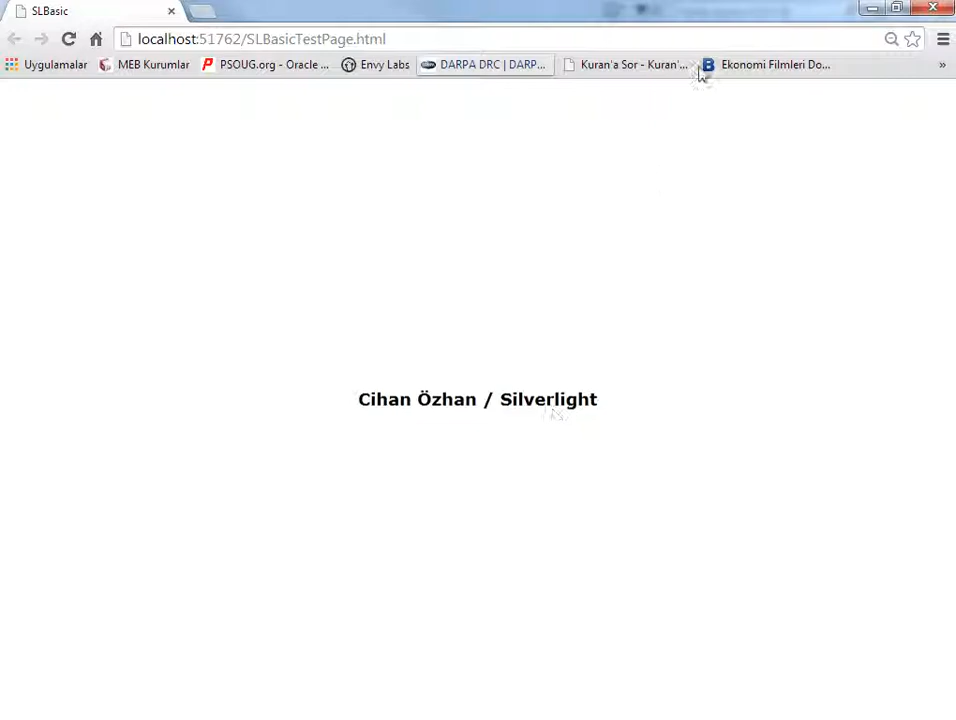 SLBasic
localhost:51762/SLBasicTestPage.html
Uygulamalar MEB Kurumlar PSOUG.org - Oracle ... Envy Labs DARPA DRC | DARP... Kuran'a Sor - Kuran'... Ekonomi Filmleri Do... »
Cihan Özhan / Silverlight